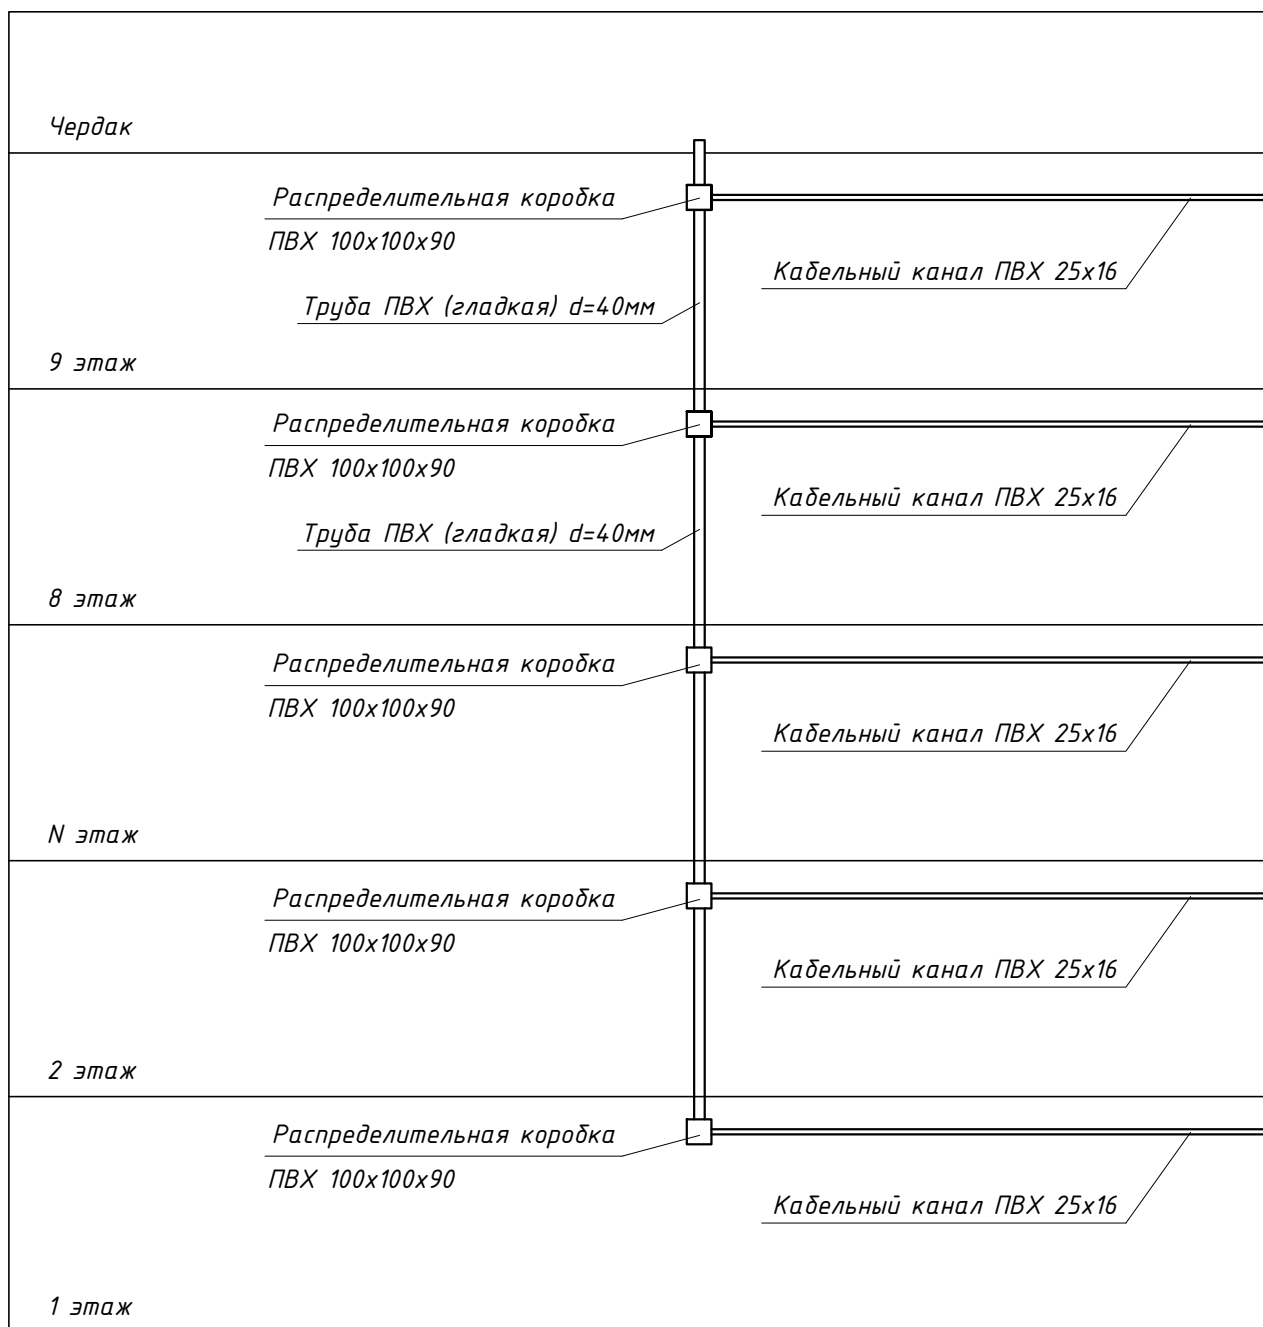 Чердак
Распределительная коробка
ПВХ 100х100х90
Кабельный канал ПВХ 25х16
Труба ПВХ (гладкая) d=40мм
9 этаж
Распределительная коробка
ПВХ 100х100х90
Кабельный канал ПВХ 25х16
Труба ПВХ (гладкая) d=40мм
8 этаж
Распределительная коробка
ПВХ 100х100х90
Кабельный канал ПВХ 25х16
N этаж
Распределительная коробка
ПВХ 100х100х90
Кабельный канал ПВХ 25х16
2 этаж
Распределительная коробка
ПВХ 100х100х90
Кабельный канал ПВХ 25х16
1 этаж